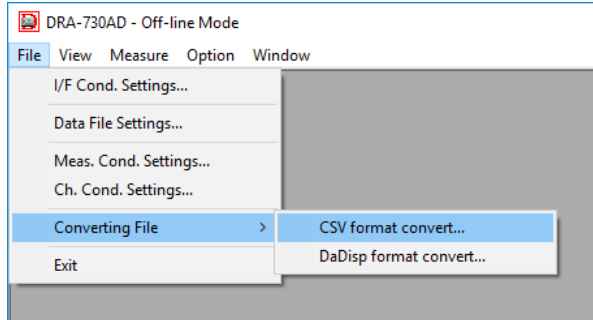 DRA-730AD - Off-line Mode
File View Measure Option Window
I/F Cond. Settings...
Data File Settings...
Meas. Cond. Settings...
Ch. Cond. Settings...
Converting File >
CSV format convert...
DaDisp format convert...
Exit